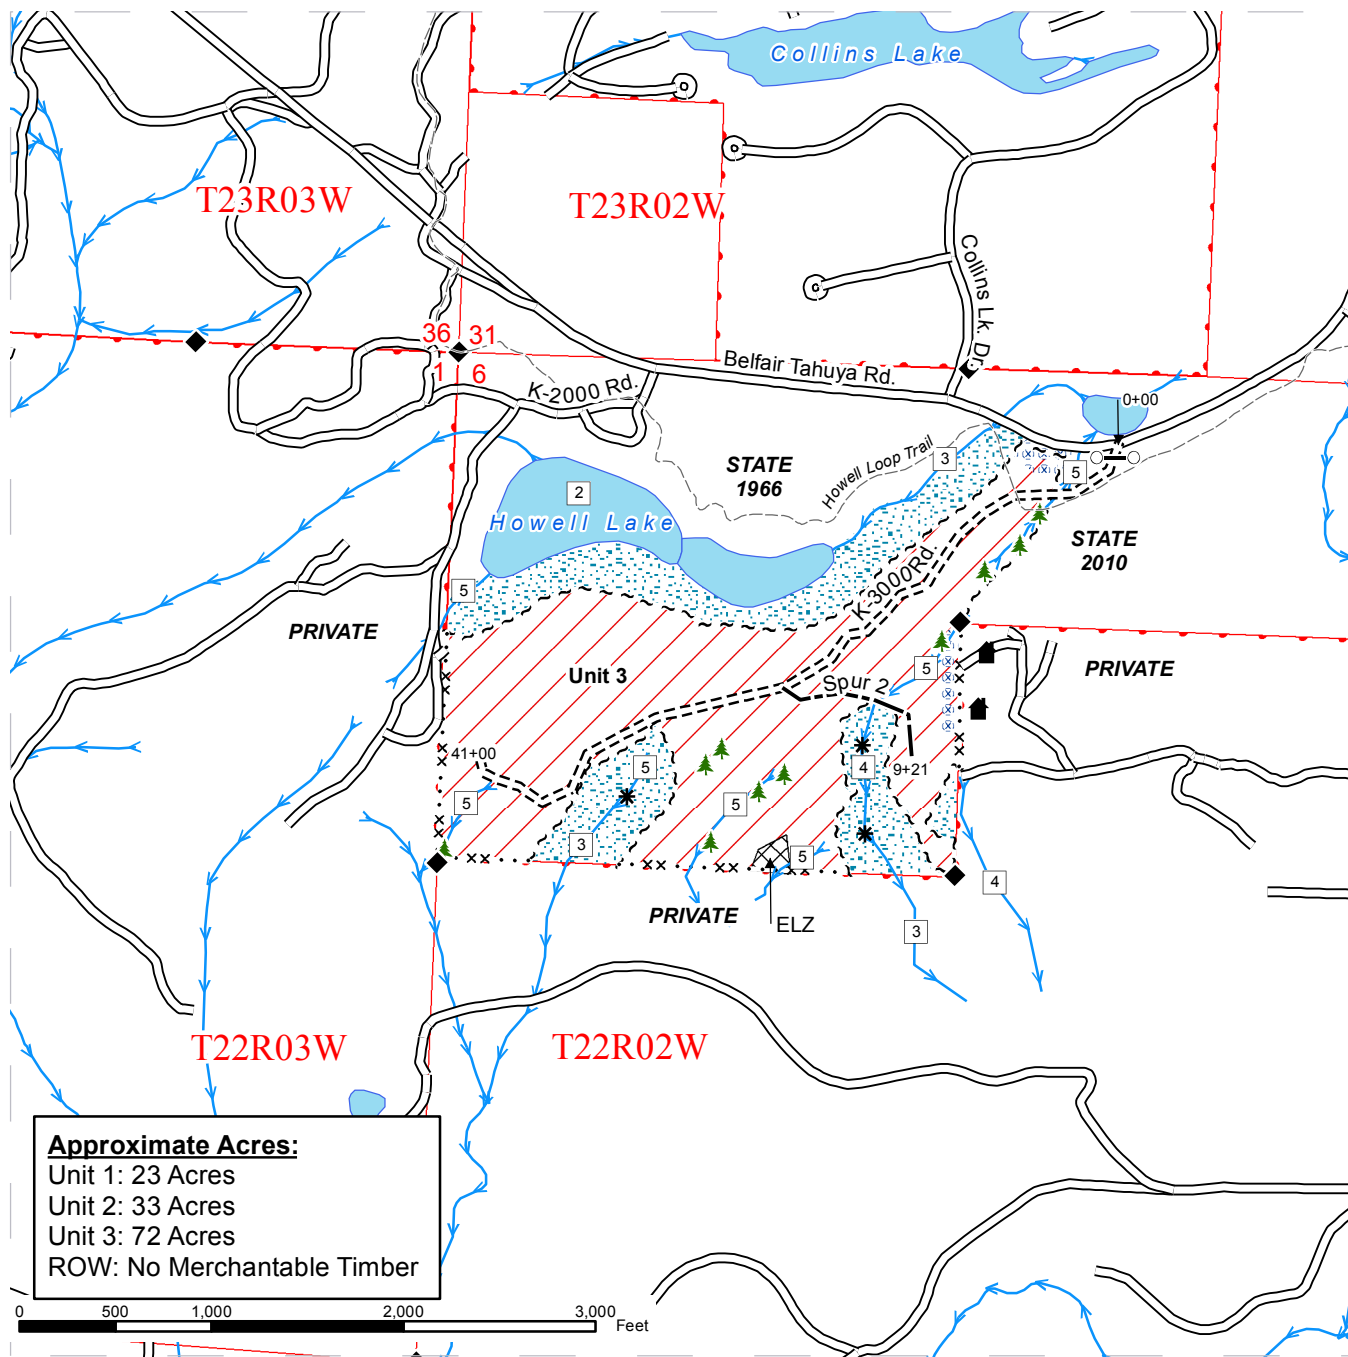 Collins Lake
T23R03W
T23R02W
Collins Lk. Dr.
36 31
1 6
Belfair Tahuya Rd.
K-2000 Rd.
0+00
STATE
1966
Howell Loop Trail
3
5
2
Howell Lake
STATE
2010
K-3000Rd
5
PRIVATE
Unit 3
5
PRIVATE
Spur 2
41+00
5
4
9+21
5
5
3
5
4
PRIVATE
ELZ
3
T22R03W
T22R02W
Approximate Acres:
Unit 1: 23 Acres
Unit 2: 33 Acres
Unit 3: 72 Acres
ROW: No Merchantable Timber
0 500 1,000 2,000 3,000
Feet